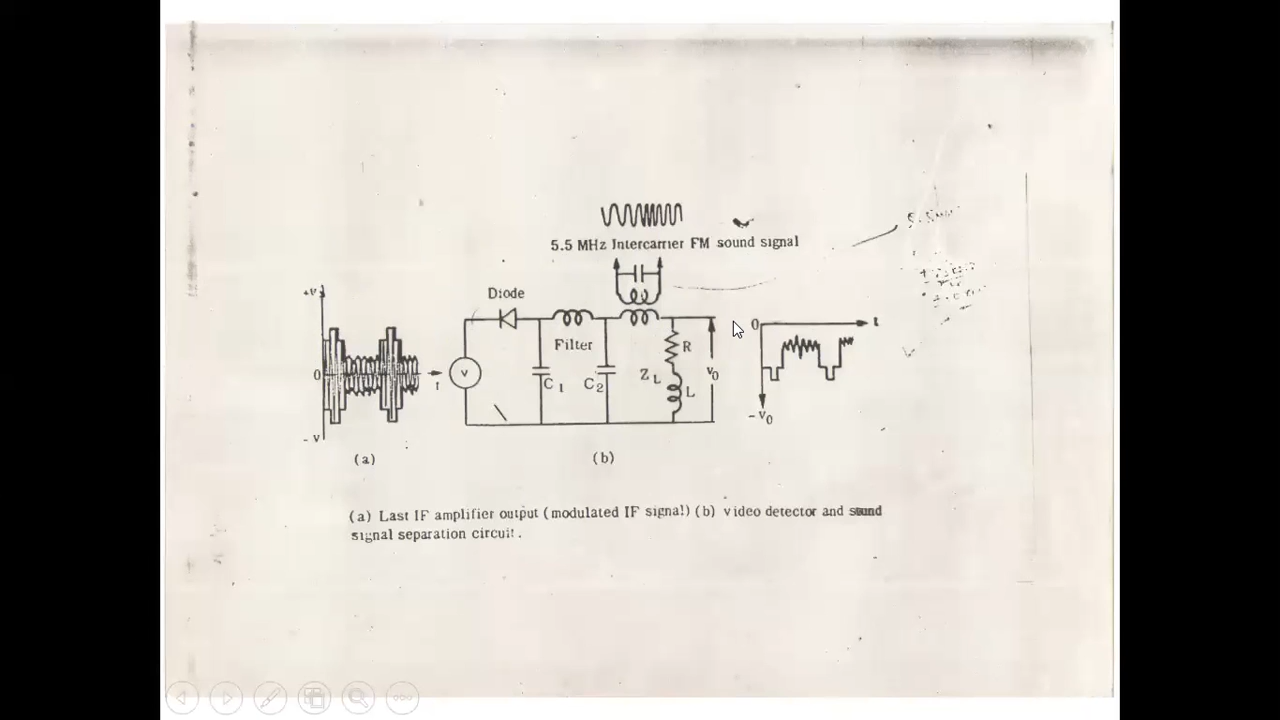 5.5 MHz Intercarrier FM sound signal
+v
Diode
0
t
Filter
R
0
t
v
C1
C2
ZL
v0
L
- v
- v0
(a)
(b)
(a) Last IF amplifier output (modulated IF signal) (b) video detector and sound
signal separation circuit.